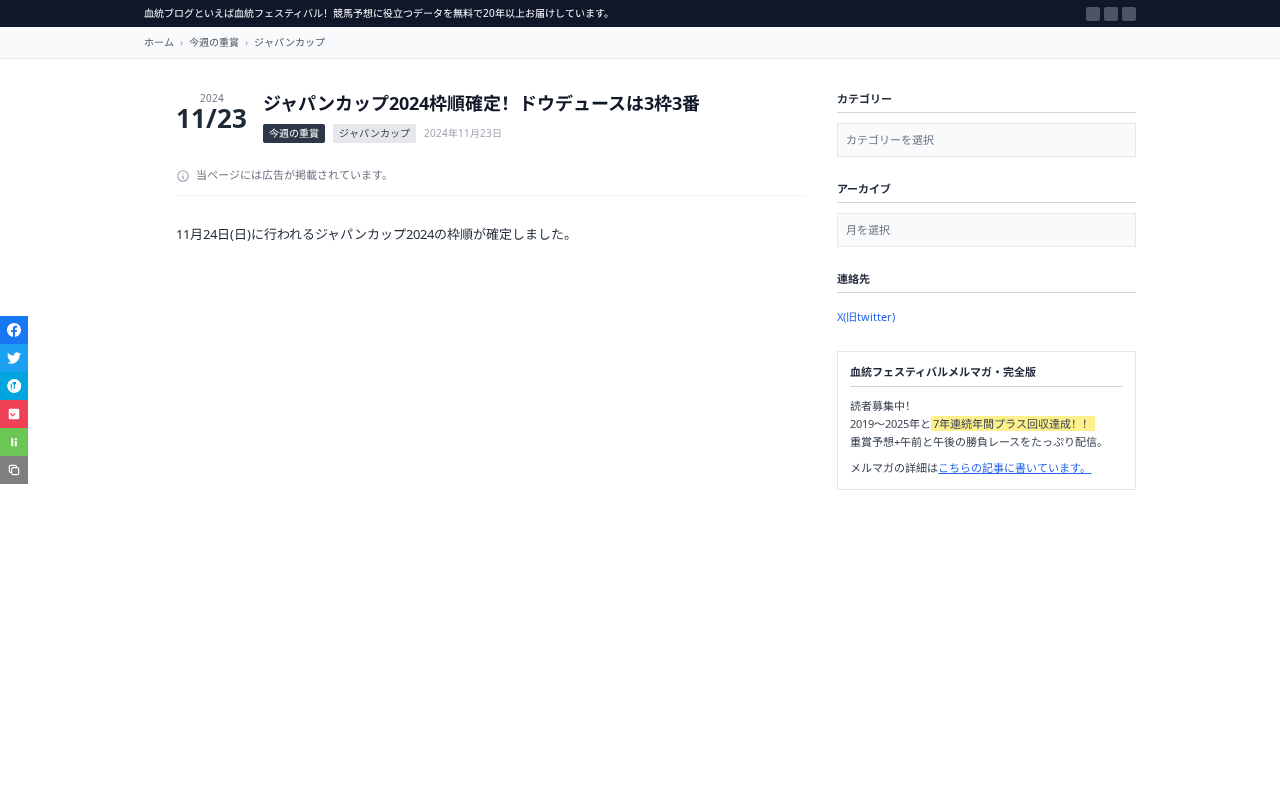 血統ブログといえば血統フェスティバル！競馬予想に役立つデータを無料で20年以上お届けしています。
ホーム › 今週の重賞 › ジャパンカップ
2024
11/23
ジャパンカップ2024枠順確定！ドウデュースは3枠3番
今週の重賞 ジャパンカップ 2024年11月23日
当ページには広告が掲載されています。
11月24日(日)に行われるジャパンカップ2024の枠順が確定しました。
カテゴリー
カテゴリーを選択
アーカイブ
月を選択
連絡先
X(旧twitter)
血統フェスティバルメルマガ・完全版
読者募集中！
2019〜2025年と7年連続年間プラス回収達成！！
重賞予想+午前と午後の勝負レースをたっぷり配信。
メルマガの詳細はこちらの記事に書いています。